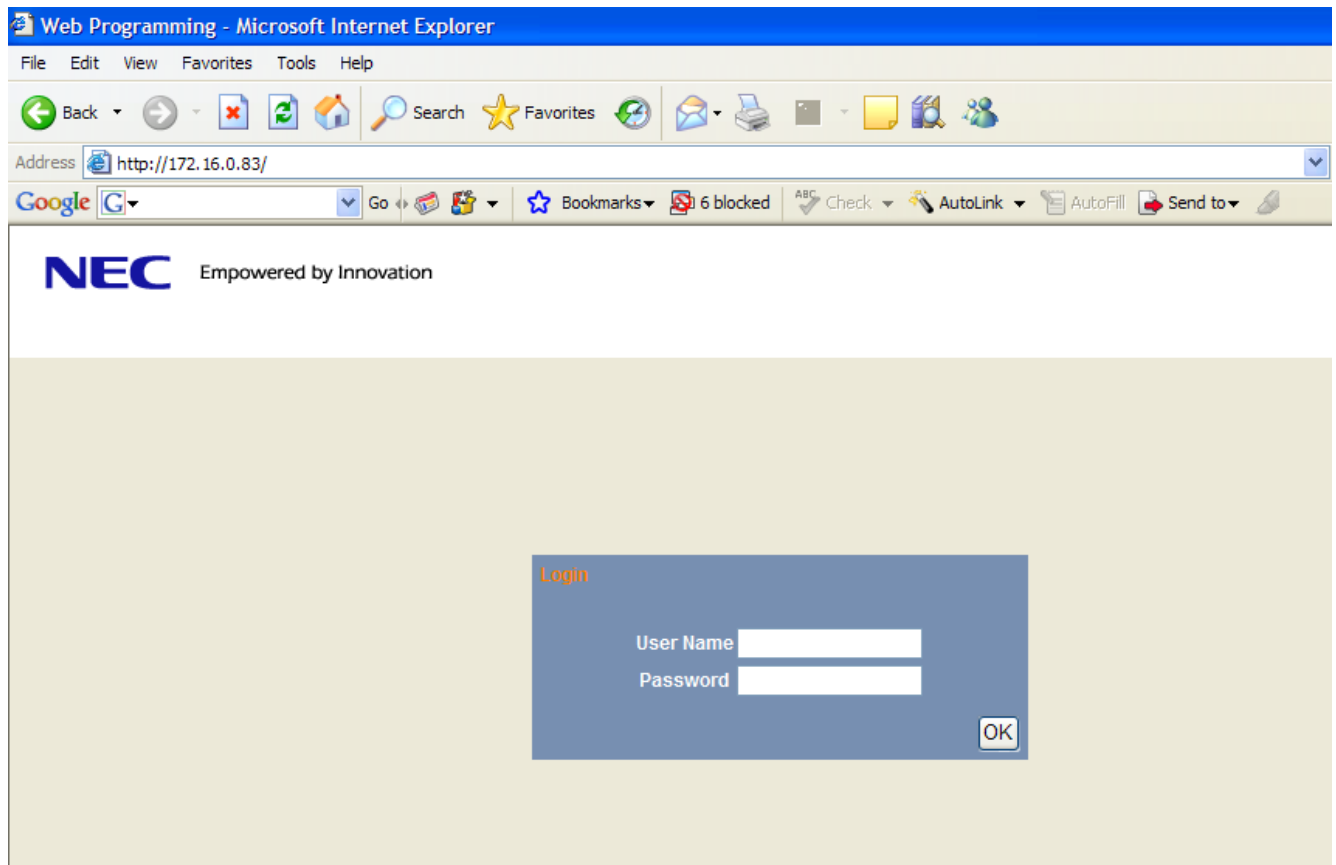 Web Programming - Microsoft Internet Explorer
File Edit View Favorites Tools Help
Back Search Favorites
Address http://172.16.0.83/
Google G Go Bookmarks 6 blocked ABC Check AutoLink AutoFill Send to
NEC Empowered by Innovation
Login
User Name
Password
OK